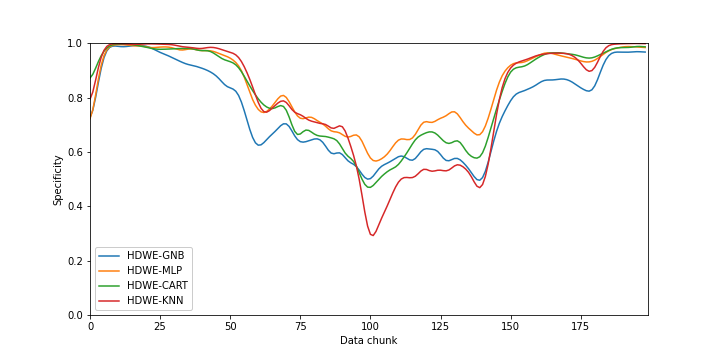 1.0
0.8
0.6
0.4
0.2
0.0
Specificity
HDWE-GNB
HDWE-MLP
HDWE-CART
HDWE-KNN
0 25 50 75 100 125 150 175
Data chunk